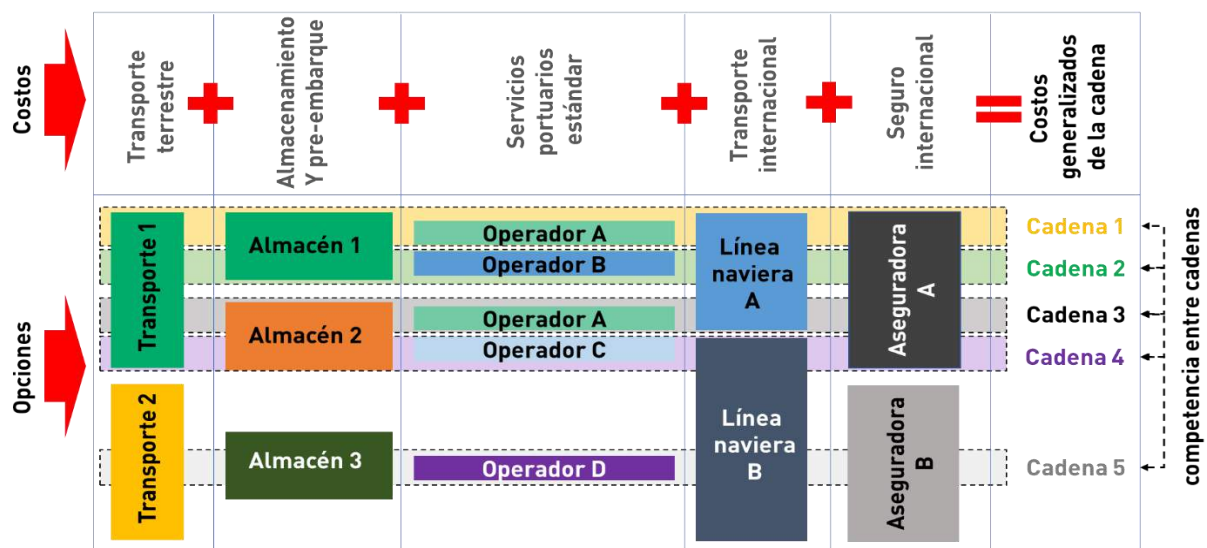 Costos
Transporte
terrestre
Almacenamiento
Y pre-embarque
Servicios
portuarios
estándar
Transporte
internacional
Seguro
internacional
Costos
generalizados
de la cadena
Opciones
Transporte 1
Transporte 2
Almacén 1
Almacén 2
Almacén 3
Operador A
Operador B
Operador A
Operador C
Operador D
Línea
naviera
A
Línea
naviera
B
Aseguradora
A
Aseguradora
B
Cadena 1
Cadena 2
Cadena 3
Cadena 4
Cadena 5
competencia entre cadenas